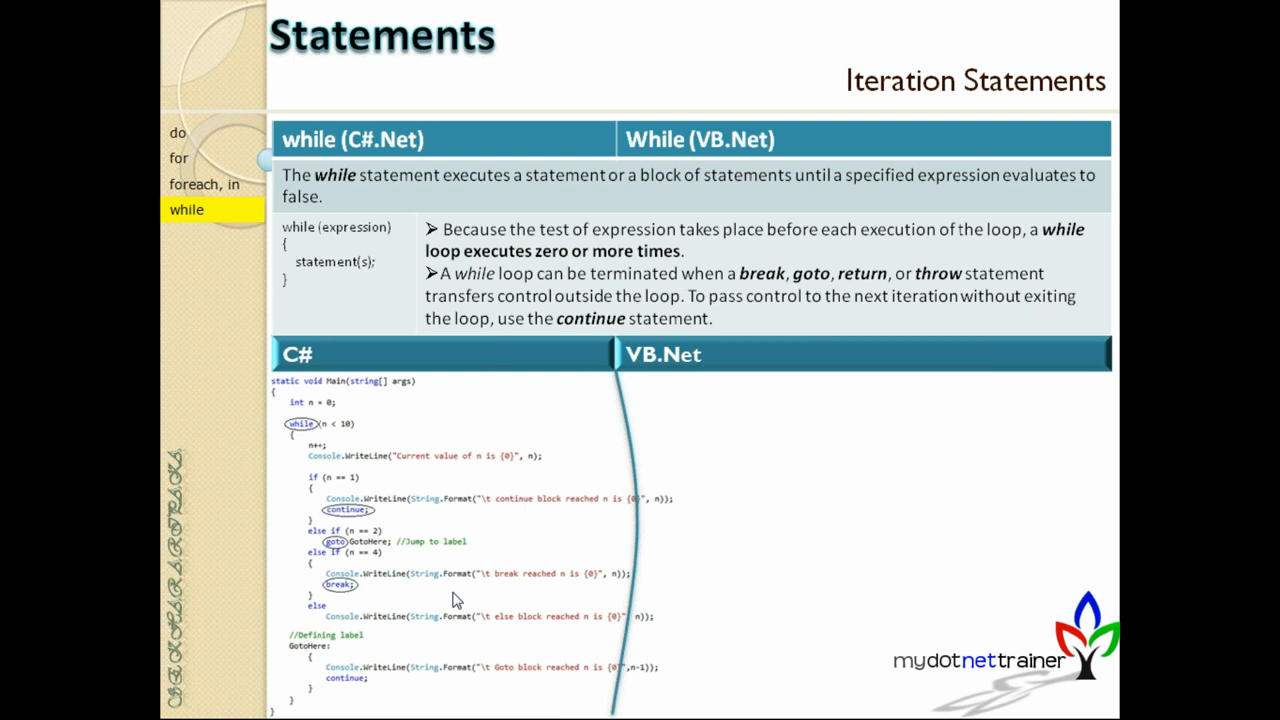 Statements
Iteration Statements
do
for
foreach, in
while
while (C#.Net)
While (VB.Net)
The while statement executes a statement or a block of statements until a specified expression evaluates to
false.
while (expression)
{
statement(s);
}
➢ Because the test of expression takes place before each execution of the loop, a while
loop executes zero or more times.
➢A while loop can be terminated when a break, goto, return, or throw statement
transfers control outside the loop. To pass control to the next iteration without exiting
the loop, use the continue statement.
C#
VB.Net
static void Main(string[] args)
{
int n = 0;
while (n < 10)
{
n++;
Console.WriteLine("Current value of n is {0}", n);
if (n == 1)
{
Console.WriteLine(String.Format("\t continue block reached n is {0}", n));
continue;
}
else if (n == 2)
goto GotoHere; //Jump to label
else if (n == 4)
{
Console.WriteLine(String.Format("\t break reached n is {0}", n));
break;
}
else
Console.WriteLine(String.Format("\t else block reached n is {0}", n));
//Defining label
GotoHere:
{
Console.WriteLine(String.Format("\t Goto block reached n is {0}",n-1));
continue;
}
}
}
mydotnettrainer